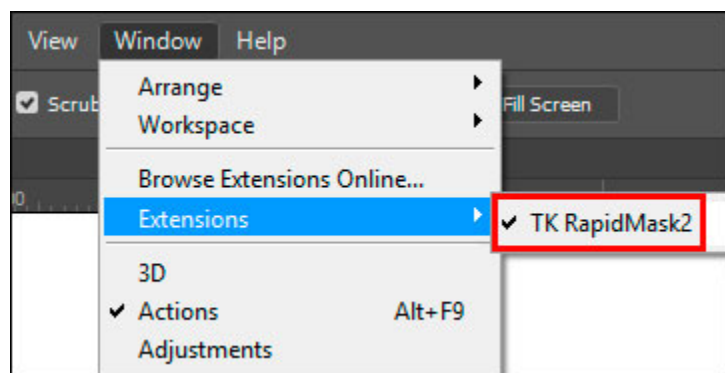 View Window Help
Arrange
Scrub Fill Screen
Workspace
Browse Extensions Online...
Extensions
TK RapidMask2
3D
Actions Alt+F9
Adjustments